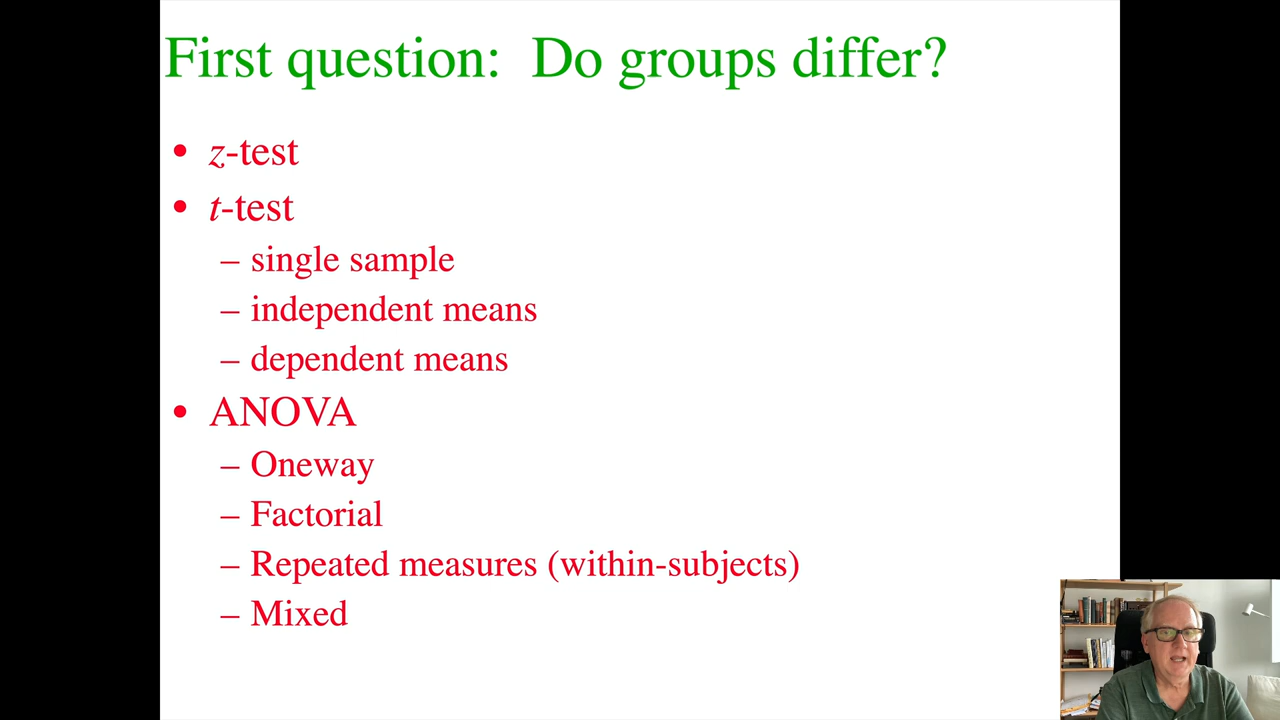 First question: Do groups differ?
• z-test
• t-test
– single sample
– independent means
– dependent means
• ANOVA
– Oneway
– Factorial
– Repeated measures (within-subjects)
– Mixed